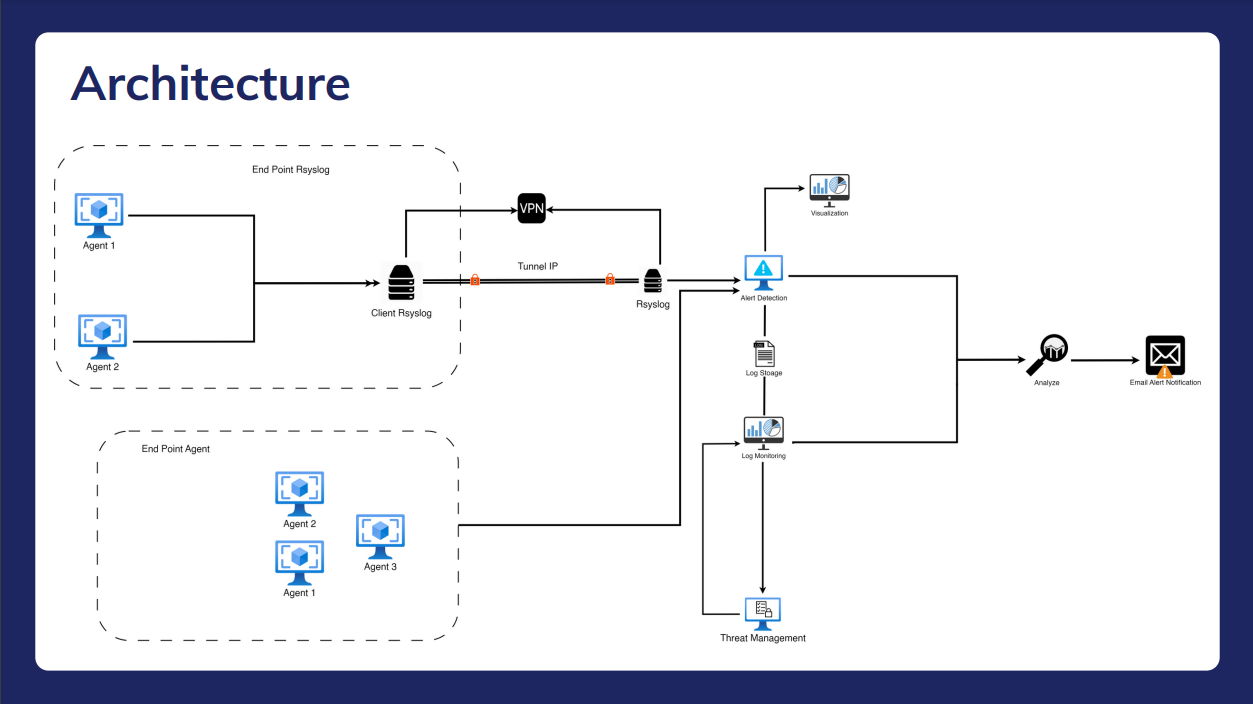 Architecture
End Point Rsyslog
Agent 1
Agent 2
Client Rsyslog
VPN
Tunnel IP
Rsyslog
Visualization
Alert Detection
Log Stoage
Log Monitoring
Threat Management
Analyze
Email Alert Notification
End Point Agent
Agent 2
Agent 3
Agent 1